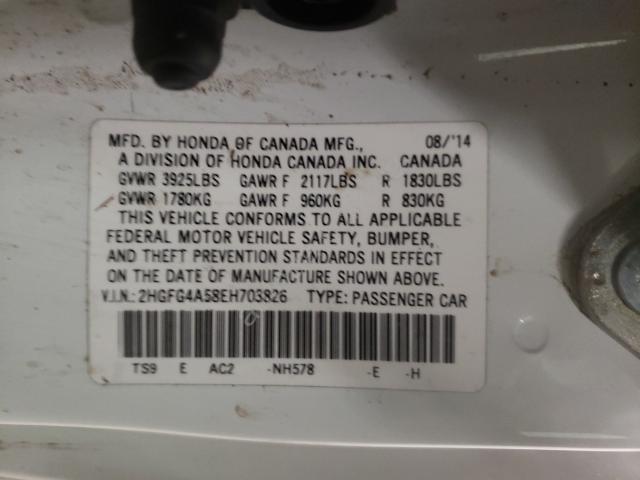 MFD. BY HONDA OF CANADA MFG., 08/'14
A DIVISION OF HONDA CANADA INC. CANADA
GVWR 3925LBS GAWR F 2117LBS R 1830LBS
GVWR 1780KG GAWR F 960KG R 830KG
THIS VEHICLE CONFORMS TO ALL APPLICABLE
FEDERAL MOTOR VEHICLE SAFETY, BUMPER,
AND THEFT PREVENTION STANDARDS IN EFFECT
ON THE DATE OF MANUFACTURE SHOWN ABOVE.
V.I.N.: 2HGFG4A58EH703826 TYPE: PASSENGER CAR
TS9 E AC2 -NH578 -E -H